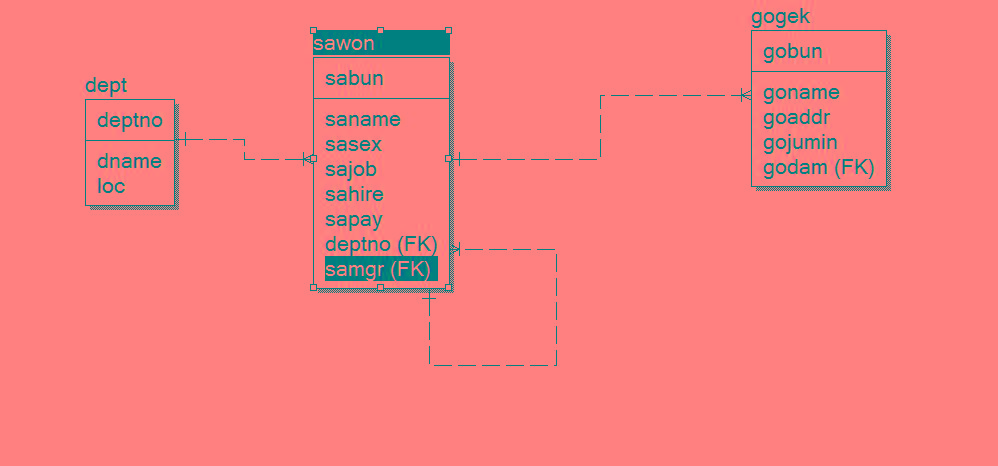 dept
deptno
dname
loc
sawon
sabun
saname
sasex
sajob
sahire
sapay
deptno (FK)
samgr (FK)
gogek
gobun
goname
goaddr
gojumin
godam (FK)